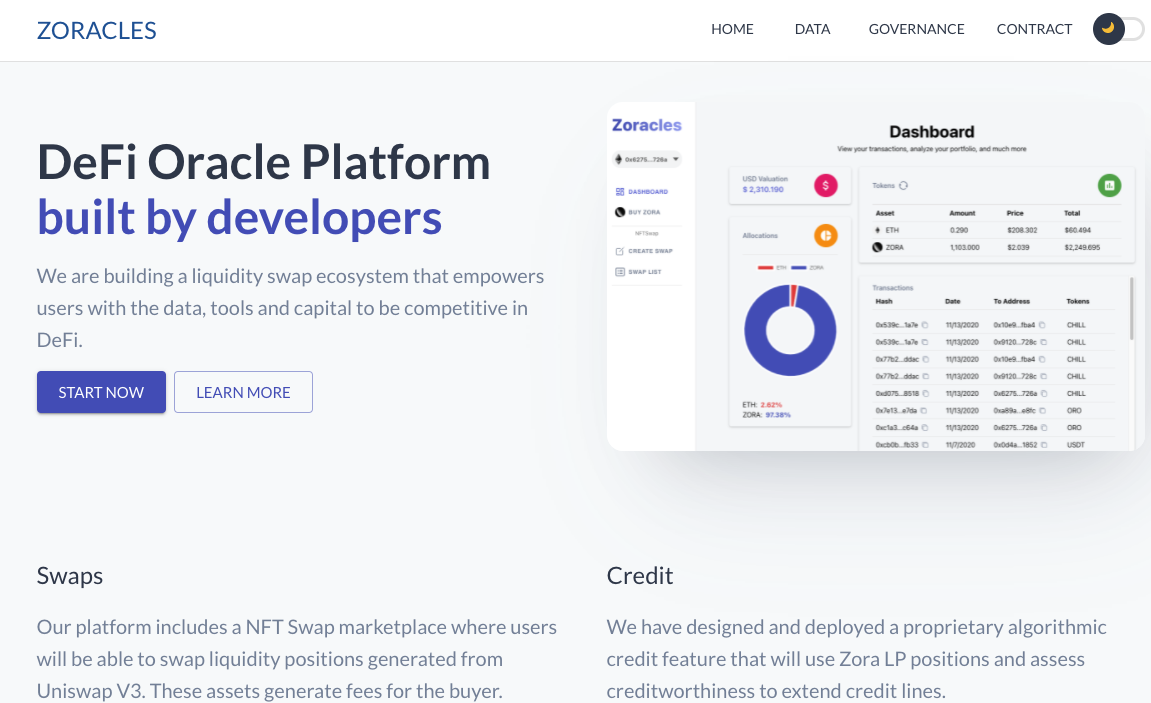 ZORACLES
HOME
DATA
GOVERNANCE
CONTRACT
DeFi Oracle Platform
built by developers
We are building a liquidity swap ecosystem that empowers
users with the data, tools and capital to be competitive in
DeFi.
START NOW
LEARN MORE
Zoracles
0x6275...726a
DASHBOARD
BUY ZORA
NFTSwap
CREATE SWAP
SWAP LIST
Dashboard
View your transactions, analyze your portfolio, and much more
USD Valuation
$ 2,310.190
$
Allocations
ETH ZORA
ETH: 2.62%
ZORA: 97.38%
Tokens
Asset Amount Price Total
ETH 0.290 $208.302 $60.494
ZORA 1,103.000 $2.039 $2,249.695
Transactions
Hash Date To Address Tokens
0x539c...1a7e 11/13/2020 0x10e9...fba4 CHILL
0x539c...1a7e 11/13/2020 0x9120...728c CHILL
0x77b2...ddac 11/13/2020 0x10e9...fba4 CHILL
0x77b2...ddac 11/13/2020 0x9120...728c CHILL
0xd075...8518 11/13/2020 0x6275...726a CHILL
0x7e13...e7da 11/13/2020 0xa89a...e8fc ORO
0xc1a3...c64a 11/13/2020 0x6275...726a ORO
0xcb0b...fb33 11/7/2020 0x0d4a...1852 USDT
Swaps
Our platform includes a NFT Swap marketplace where users
will be able to swap liquidity positions generated from
Uniswap V3. These assets generate fees for the buyer.
Credit
We have designed and deployed a proprietary algorithmic
credit feature that will use Zora LP positions and assess
creditworthiness to extend credit lines.